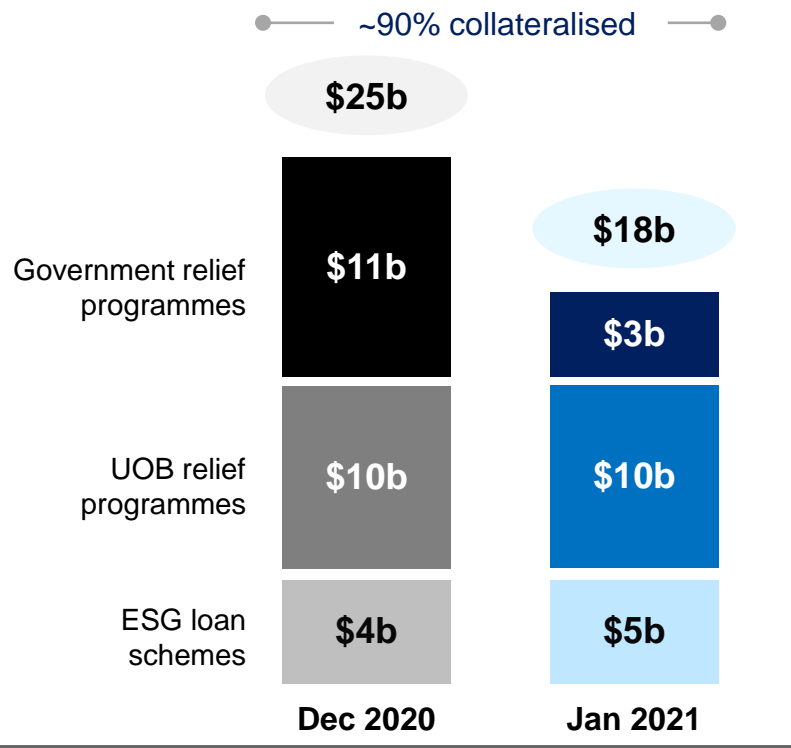 ~90% collateralised
$25b
$18b
Government relief
programmes
$11b
$3b
UOB relief
programmes
$10b
$10b
ESG loan
schemes
$4b
$5b
Dec 2020
Jan 2021